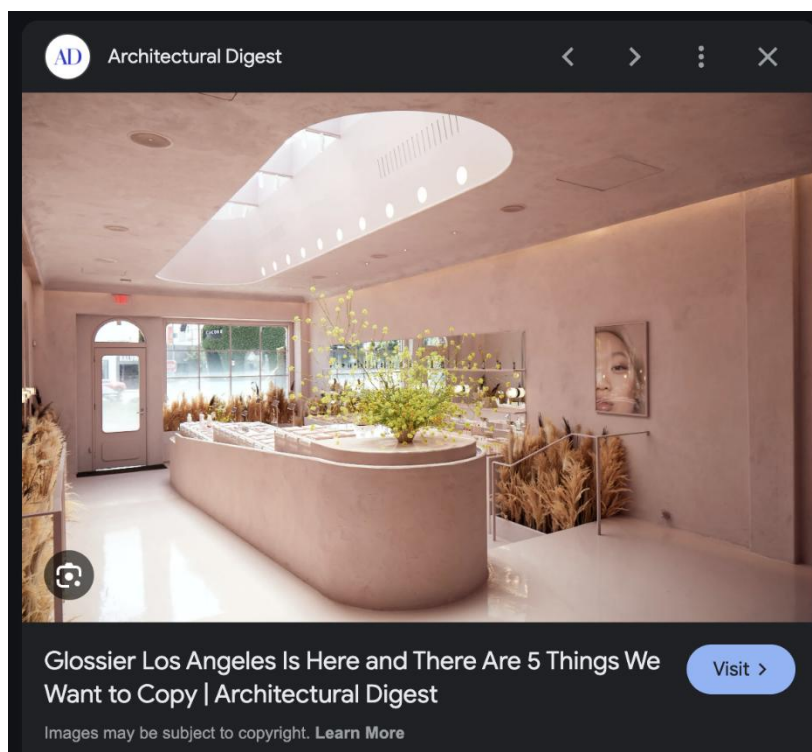 AD Architectural Digest
Glossier Los Angeles Is Here and There Are 5 Things We
Want to Copy | Architectural Digest
Visit >
Images may be subject to copyright. Learn More